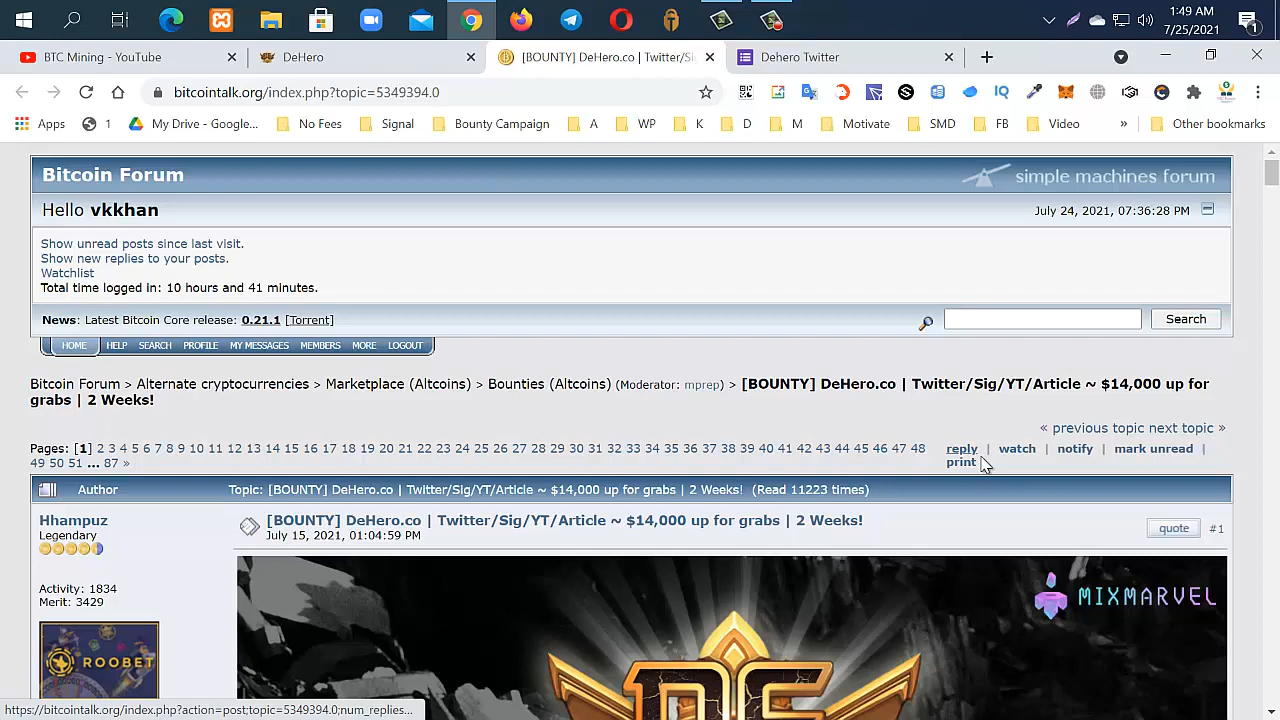 1:49 AM
7/25/2021
1
BTC Mining - YouTube
DeHero
[BOUNTY] DeHero.co | Twitter/Si
Dehero Twitter
bitcointalk.org/index.php?topic=5349394.0
IQ
Apps
1
My Drive - Google...
No Fees
Signal
Bounty Campaign
A
WP
K
D
M
Motivate
SMD
FB
Video
»
Other bookmarks
Bitcoin Forum
simple machines forum
Hello vkkhan
July 24, 2021, 07:36:28 PM
Show unread posts since last visit.
Show new replies to your posts.
Watchlist
Total time logged in: 10 hours and 41 minutes.
News: Latest Bitcoin Core release: 0.21.1 [Torrent]
Search
HOME HELP SEARCH PROFILE MY MESSAGES MEMBERS MORE LOGOUT
Bitcoin Forum > Alternate cryptocurrencies > Marketplace (Altcoins) > Bounties (Altcoins) (Moderator: mprep) > [BOUNTY] DeHero.co | Twitter/Sig/YT/Article ~ $14,000 up for
grabs | 2 Weeks!
« previous topic next topic »
Pages: [1] 2 3 4 5 6 7 8 9 10 11 12 13 14 15 16 17 18 19 20 21 22 23 24 25 26 27 28 29 30 31 32 33 34 35 36 37 38 39 40 41 42 43 44 45 46 47 48
49 50 51 ... 87 »
reply | watch | notify | mark unread |
print
Author
Topic: [BOUNTY] DeHero.co | Twitter/Sig/YT/Article ~ $14,000 up for grabs | 2 Weeks! (Read 11223 times)
Hhampuz
Legendary
[BOUNTY] DeHero.co | Twitter/Sig/YT/Article ~ $14,000 up for grabs | 2 Weeks!
July 15, 2021, 01:04:59 PM
quote
#1
Activity: 1834
Merit: 3429
MIXMARVEL
ROOBET
DE
https://bitcointalk.org/index.php?action=post;topic=5349394.0;num_replies...